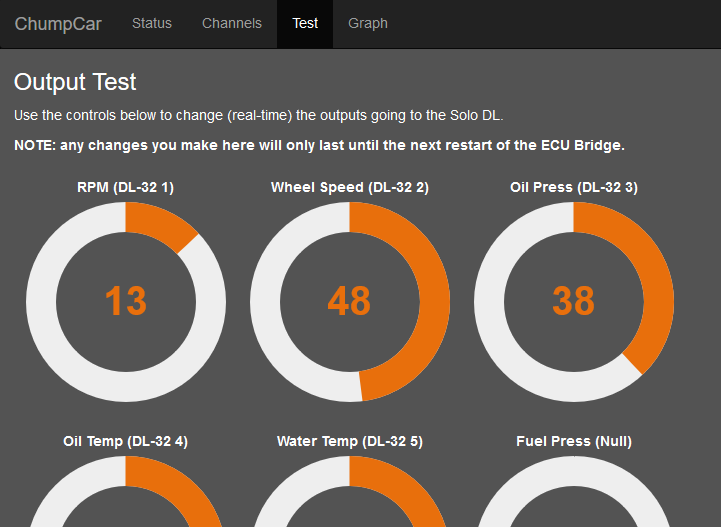 ChumpCar Status Channels Test Graph
Output Test
Use the controls below to change (real-time) the outputs going to the Solo DL.
NOTE: any changes you make here will only last until the next restart of the ECU Bridge.
RPM (DL-32 1) Wheel Speed (DL-32 2) Oil Press (DL-32 3)
13 48 38
Oil Temp (DL-32 4) Water Temp (DL-32 5) Fuel Press (Null)